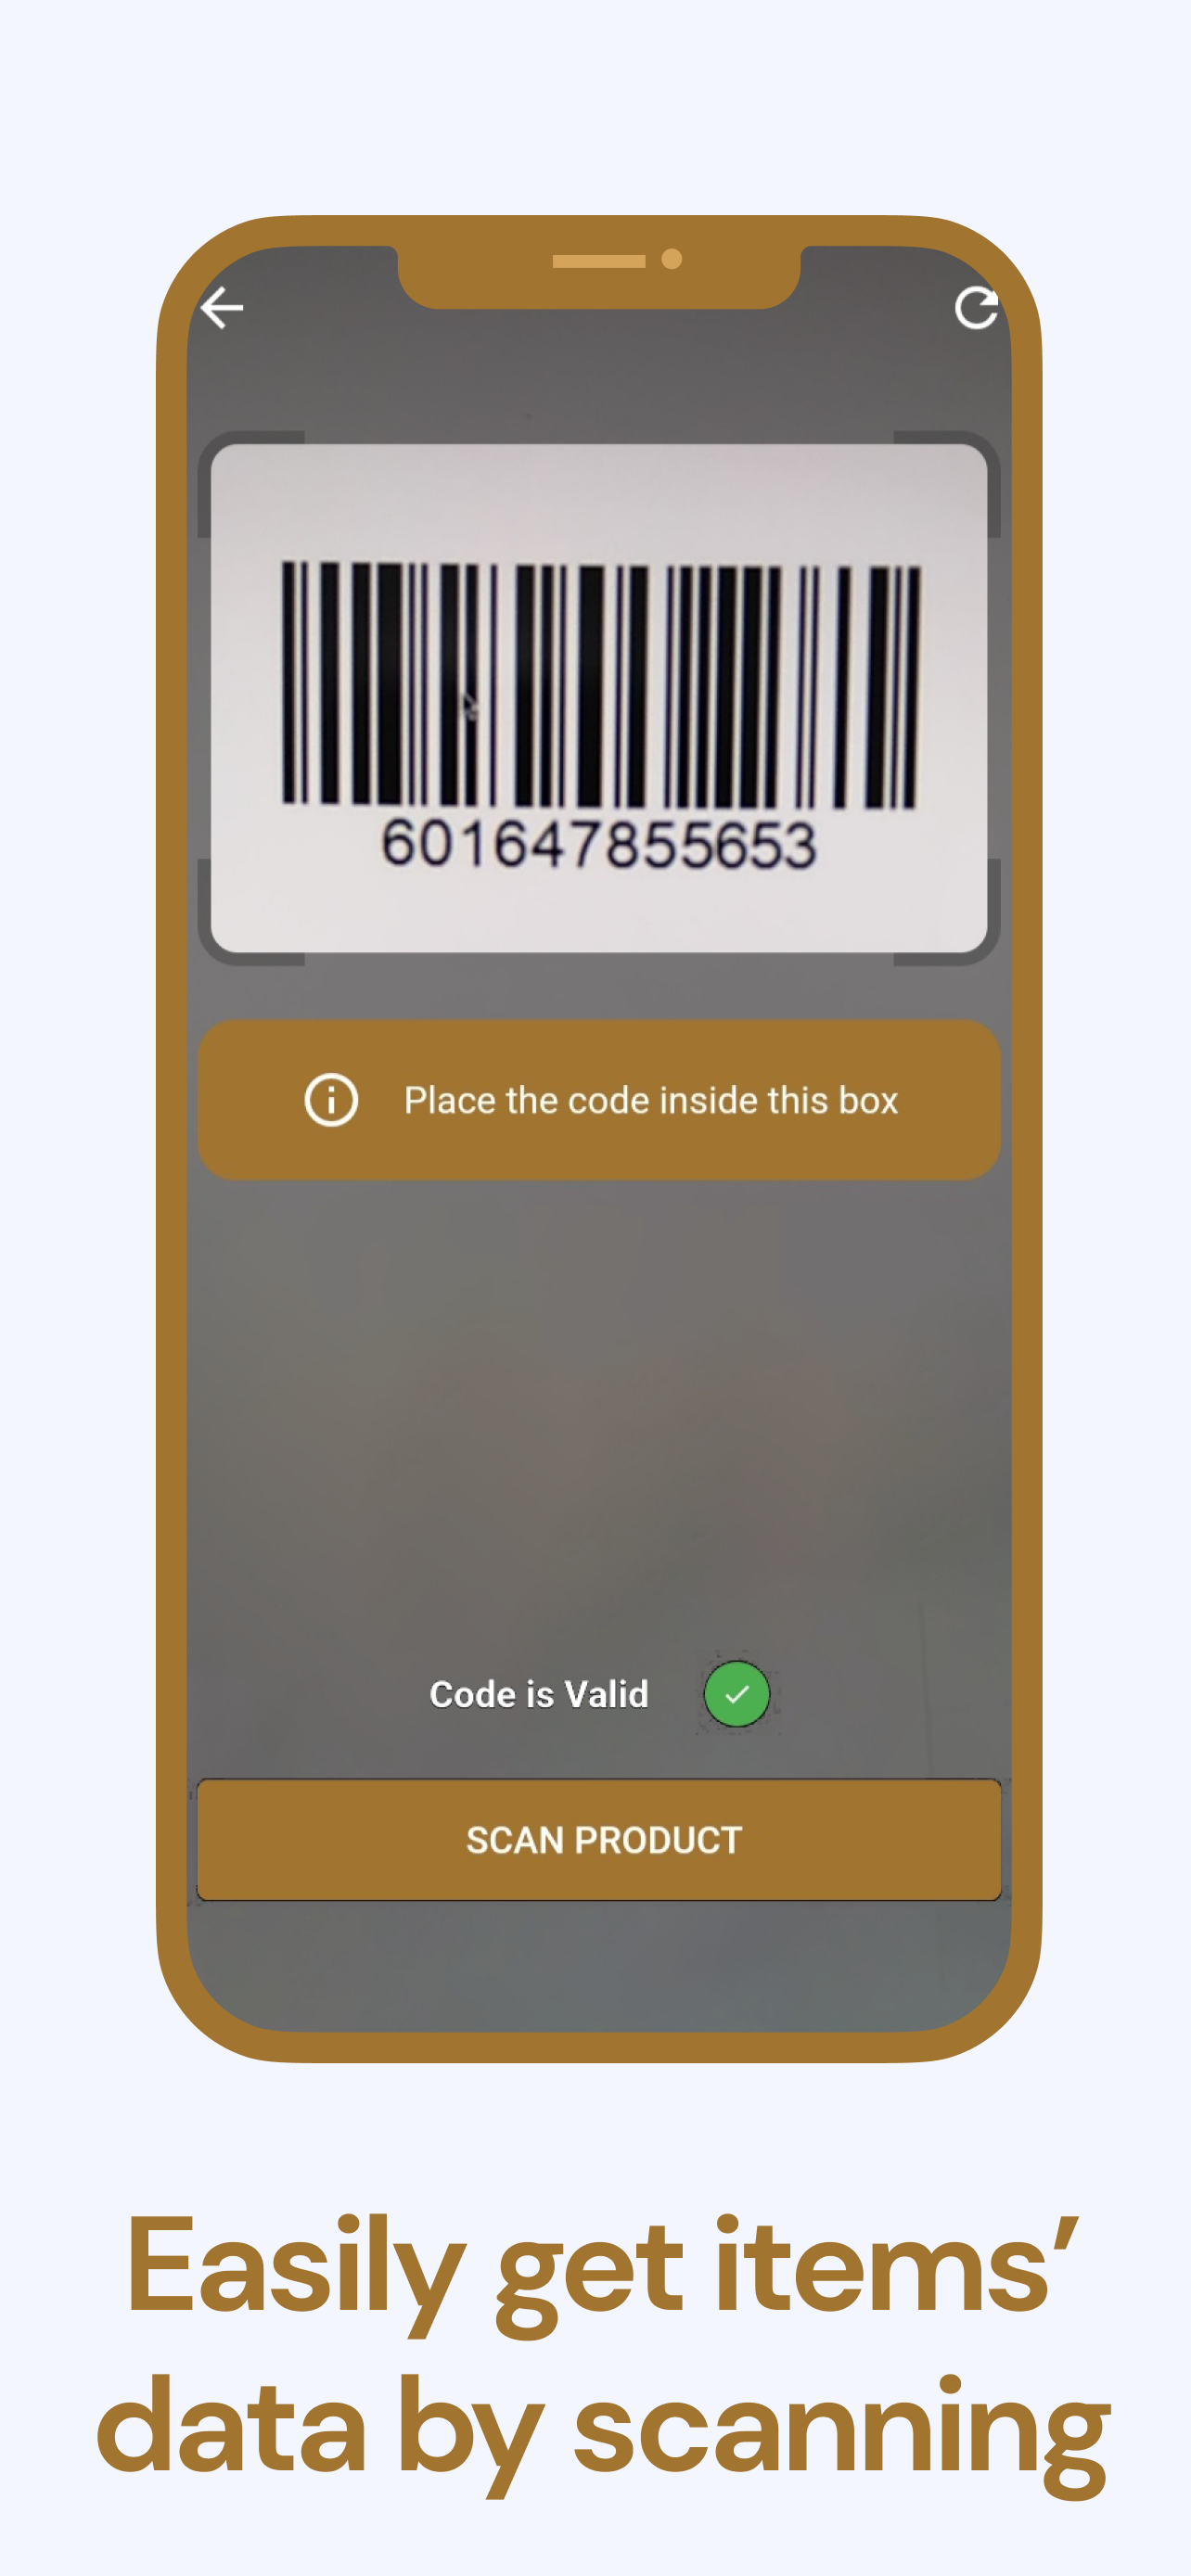 601647855653
Place the code inside this box
Code is Valid
SCAN PRODUCT
Easily get items’
data by scanning